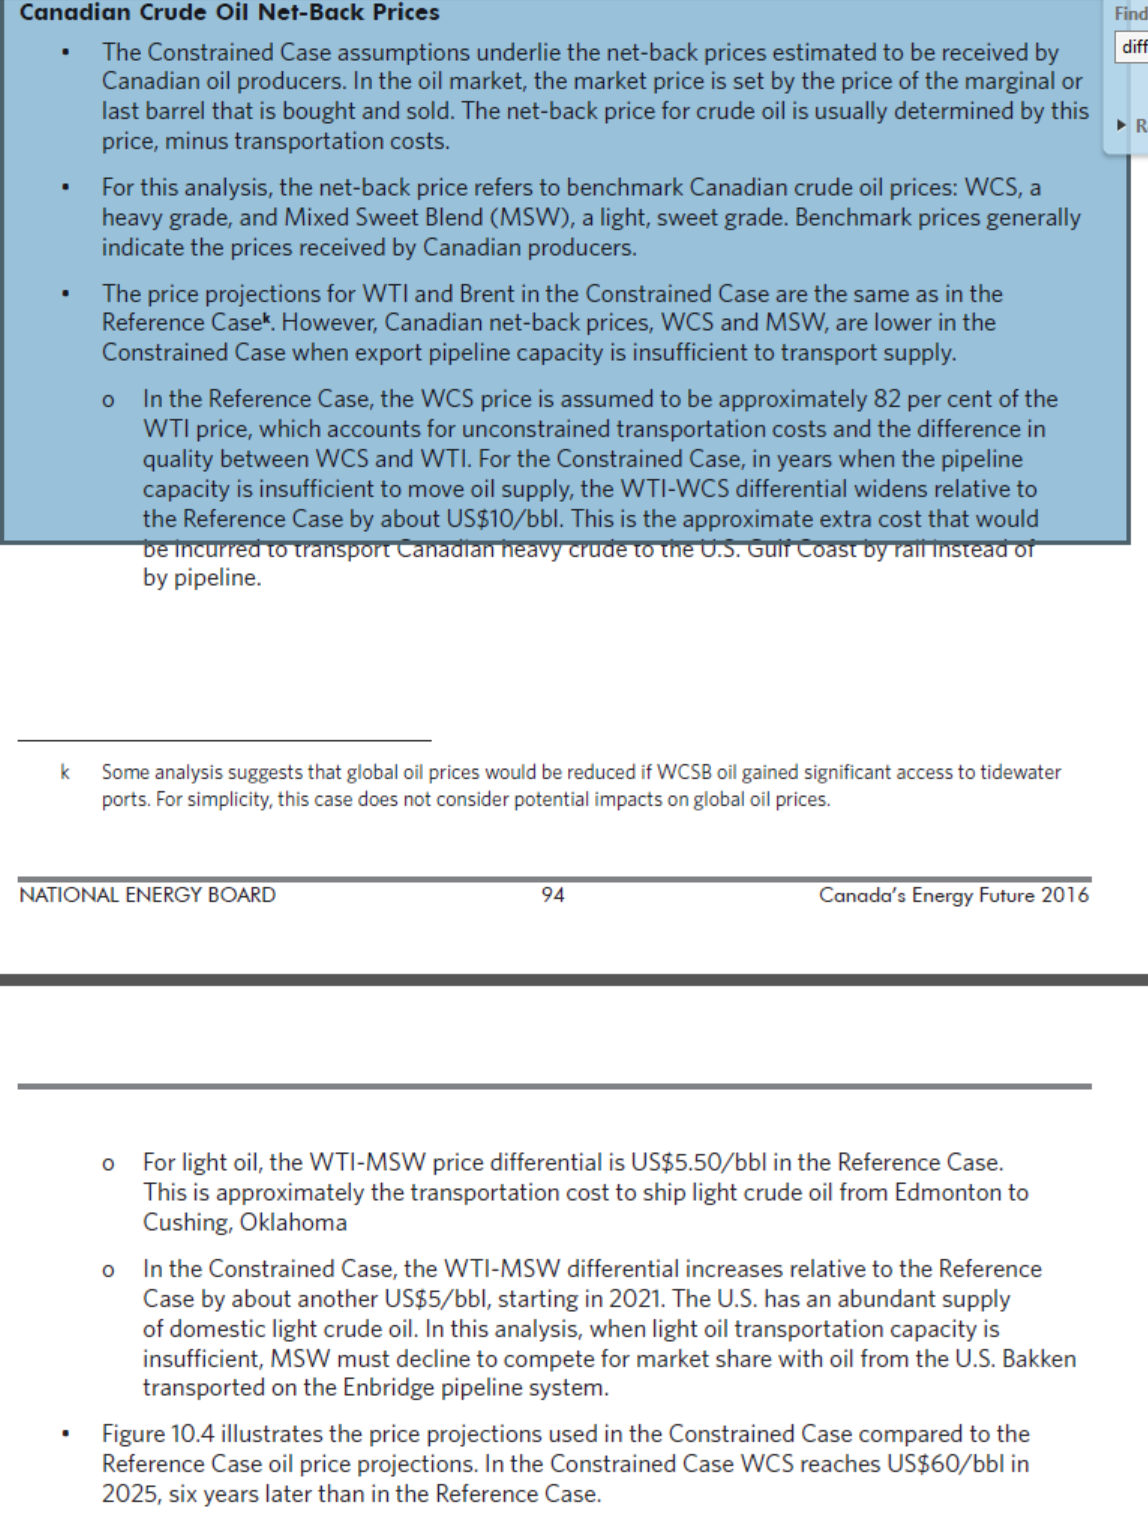 Canadian Crude Oil Net-Back Prices
• The Constrained Case assumptions underlie the net-back prices estimated to be received by
Canadian oil producers. In the oil market, the market price is set by the price of the marginal or
last barrel that is bought and sold. The net-back price for crude oil is usually determined by this
price, minus transportation costs.
• For this analysis, the net-back price refers to benchmark Canadian crude oil prices: WCS, a
heavy grade, and Mixed Sweet Blend (MSW), a light, sweet grade. Benchmark prices generally
indicate the prices received by Canadian producers.
• The price projections for WTI and Brent in the Constrained Case are the same as in the
Reference Caseᵏ. However, Canadian net-back prices, WCS and MSW, are lower in the
Constrained Case when export pipeline capacity is insufficient to transport supply.
o In the Reference Case, the WCS price is assumed to be approximately 82 per cent of the
WTI price, which accounts for unconstrained transportation costs and the difference in
quality between WCS and WTI. For the Constrained Case, in years when the pipeline
capacity is insufficient to move oil supply, the WTI-WCS differential widens relative to
the Reference Case by about US$10/bbl. This is the approximate extra cost that would
be incurred to transport Canadian heavy crude to the U.S. Gulf Coast by rail instead of
by pipeline.
k Some analysis suggests that global oil prices would be reduced if WCSB oil gained significant access to tidewater
ports. For simplicity, this case does not consider potential impacts on global oil prices.
NATIONAL ENERGY BOARD 94 Canada's Energy Future 2016
o For light oil, the WTI-MSW price differential is US$5.50/bbl in the Reference Case.
This is approximately the transportation cost to ship light crude oil from Edmonton to
Cushing, Oklahoma
o In the Constrained Case, the WTI-MSW differential increases relative to the Reference
Case by about another US$5/bbl, starting in 2021. The U.S. has an abundant supply
of domestic light crude oil. In this analysis, when light oil transportation capacity is
insufficient, MSW must decline to compete for market share with oil from the U.S. Bakken
transported on the Enbridge pipeline system.
• Figure 10.4 illustrates the price projections used in the Constrained Case compared to the
Reference Case oil price projections. In the Constrained Case WCS reaches US$60/bbl in
2025, six years later than in the Reference Case.
Find
diff
R